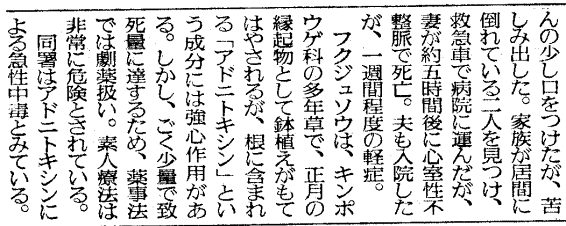 んの少し口をつけたが、苦
しみ出した。家族が居間に
倒れている二人を見つけ、
救急車で病院に運んだが、
妻が約五時間後に心室性不
整脈で死亡。夫も入院した
が、一週間程度の軽症。
　フクジュソウは、キンポ
ウゲ科の多年草で、正月の
縁起物として鉢植えがもて
はやされるが、根に含まれ
る「アドニトキシン」とい
う成分には強心作用があ
る。しかし、ごく少量で致
死量に達するため、薬事法
では劇薬扱い。素人療法は
非常に危険とされている。
　同署はアドニトキシンに
よる急性中毒とみている。